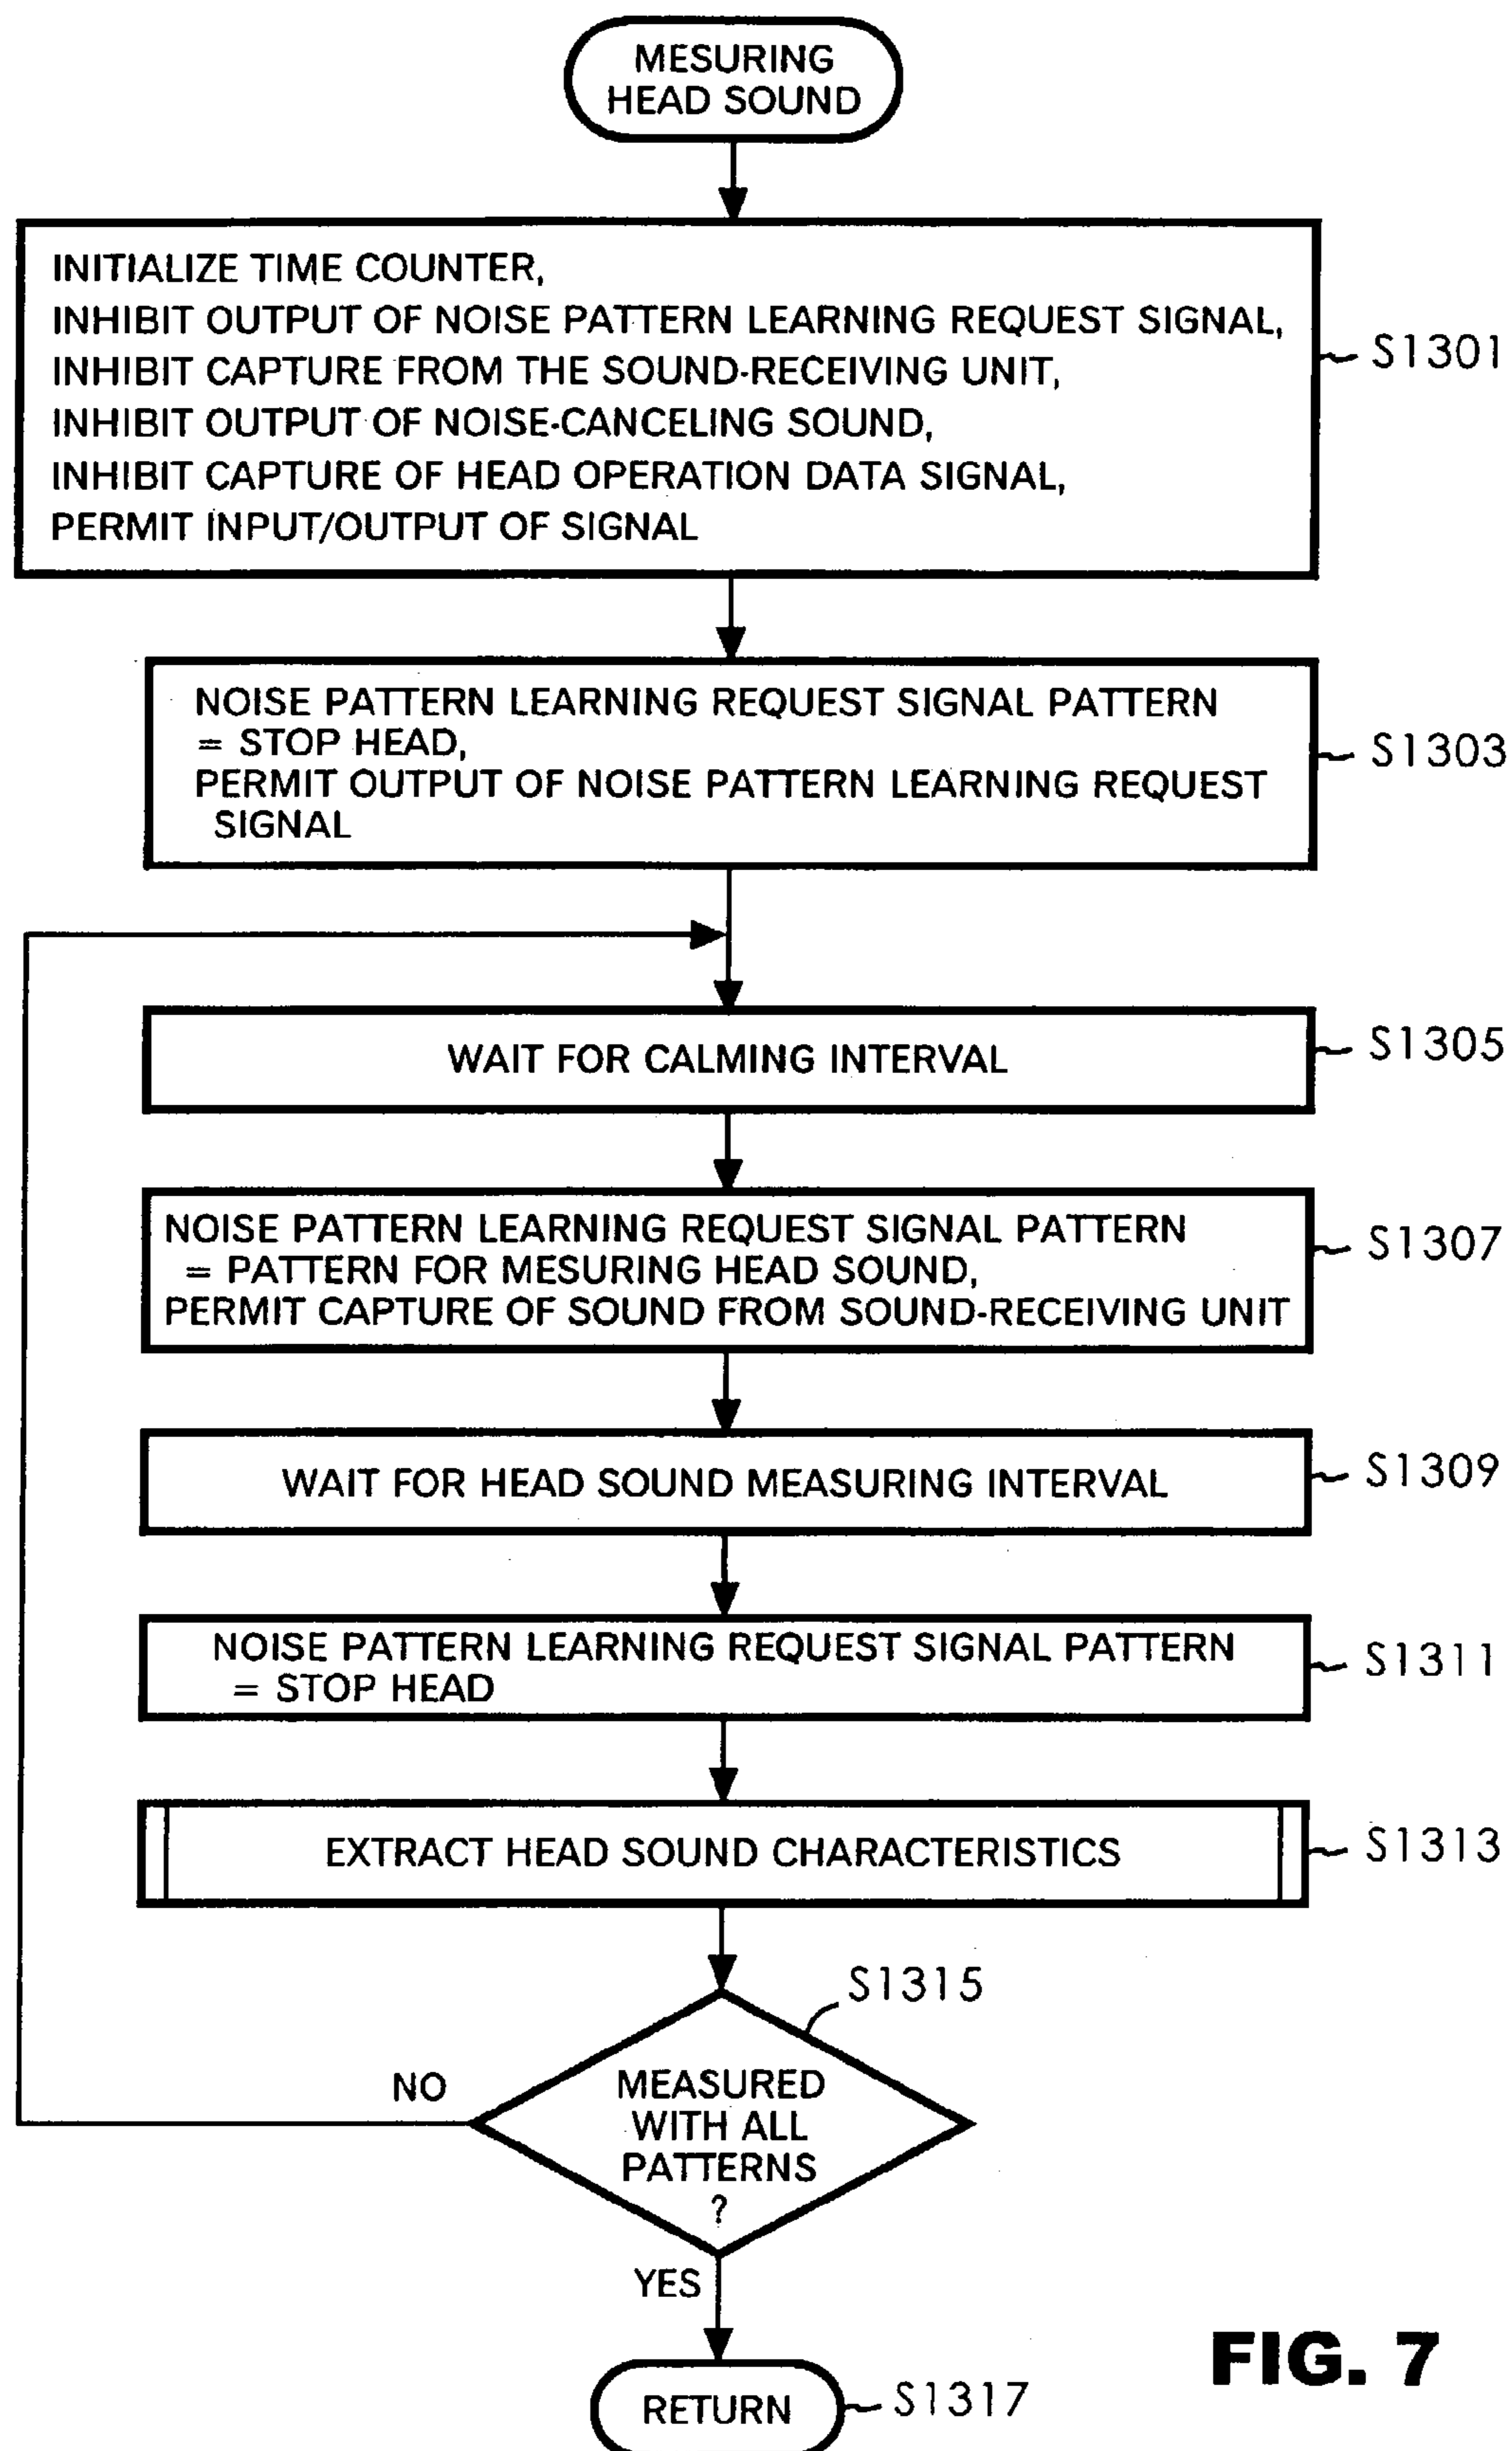 MESURING
HEAD SOUND
INITIALIZE TIME COUNTER,
INHIBIT OUTPUT OF NOISE PATTERN LEARNING REQUEST SIGNAL,
INHIBIT CAPTURE FROM THE SOUND-RECEIVING UNIT,
INHIBIT OUTPUT OF NOISE-CANCELING SOUND,
INHIBIT CAPTURE OF HEAD OPERATION DATA SIGNAL,
PERMIT INPUT/OUTPUT OF SIGNAL
S1301
NOISE PATTERN LEARNING REQUEST SIGNAL PATTERN
= STOP HEAD,
PERMIT OUTPUT OF NOISE PATTERN LEARNING REQUEST
SIGNAL
S1303
WAIT FOR CALMING INTERVAL
S1305
NOISE PATTERN LEARNING REQUEST SIGNAL PATTERN
= PATTERN FOR MESURING HEAD SOUND,
PERMIT CAPTURE OF SOUND FROM SOUND-RECEIVING UNIT
S1307
WAIT FOR HEAD SOUND MEASURING INTERVAL
S1309
NOISE PATTERN LEARNING REQUEST SIGNAL PATTERN
= STOP HEAD
S1311
EXTRACT HEAD SOUND CHARACTERISTICS
S1313
S1315
MEASURED
WITH ALL
PATTERNS
?
NO
YES
RETURN
S1317
FIG. 7